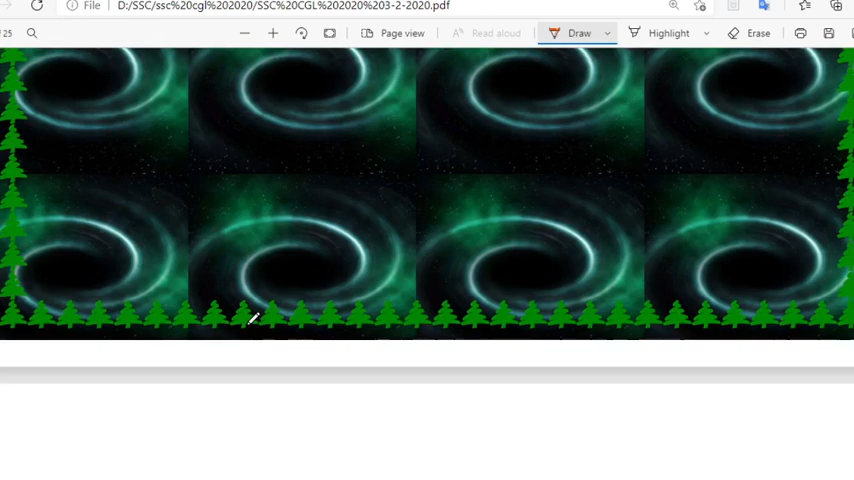 File D:/SSC/ssc%20cgl%202020/SSC%20CGL%202020%203-2-2020.pdf
25 Page view Read aloud Draw Highlight Erase